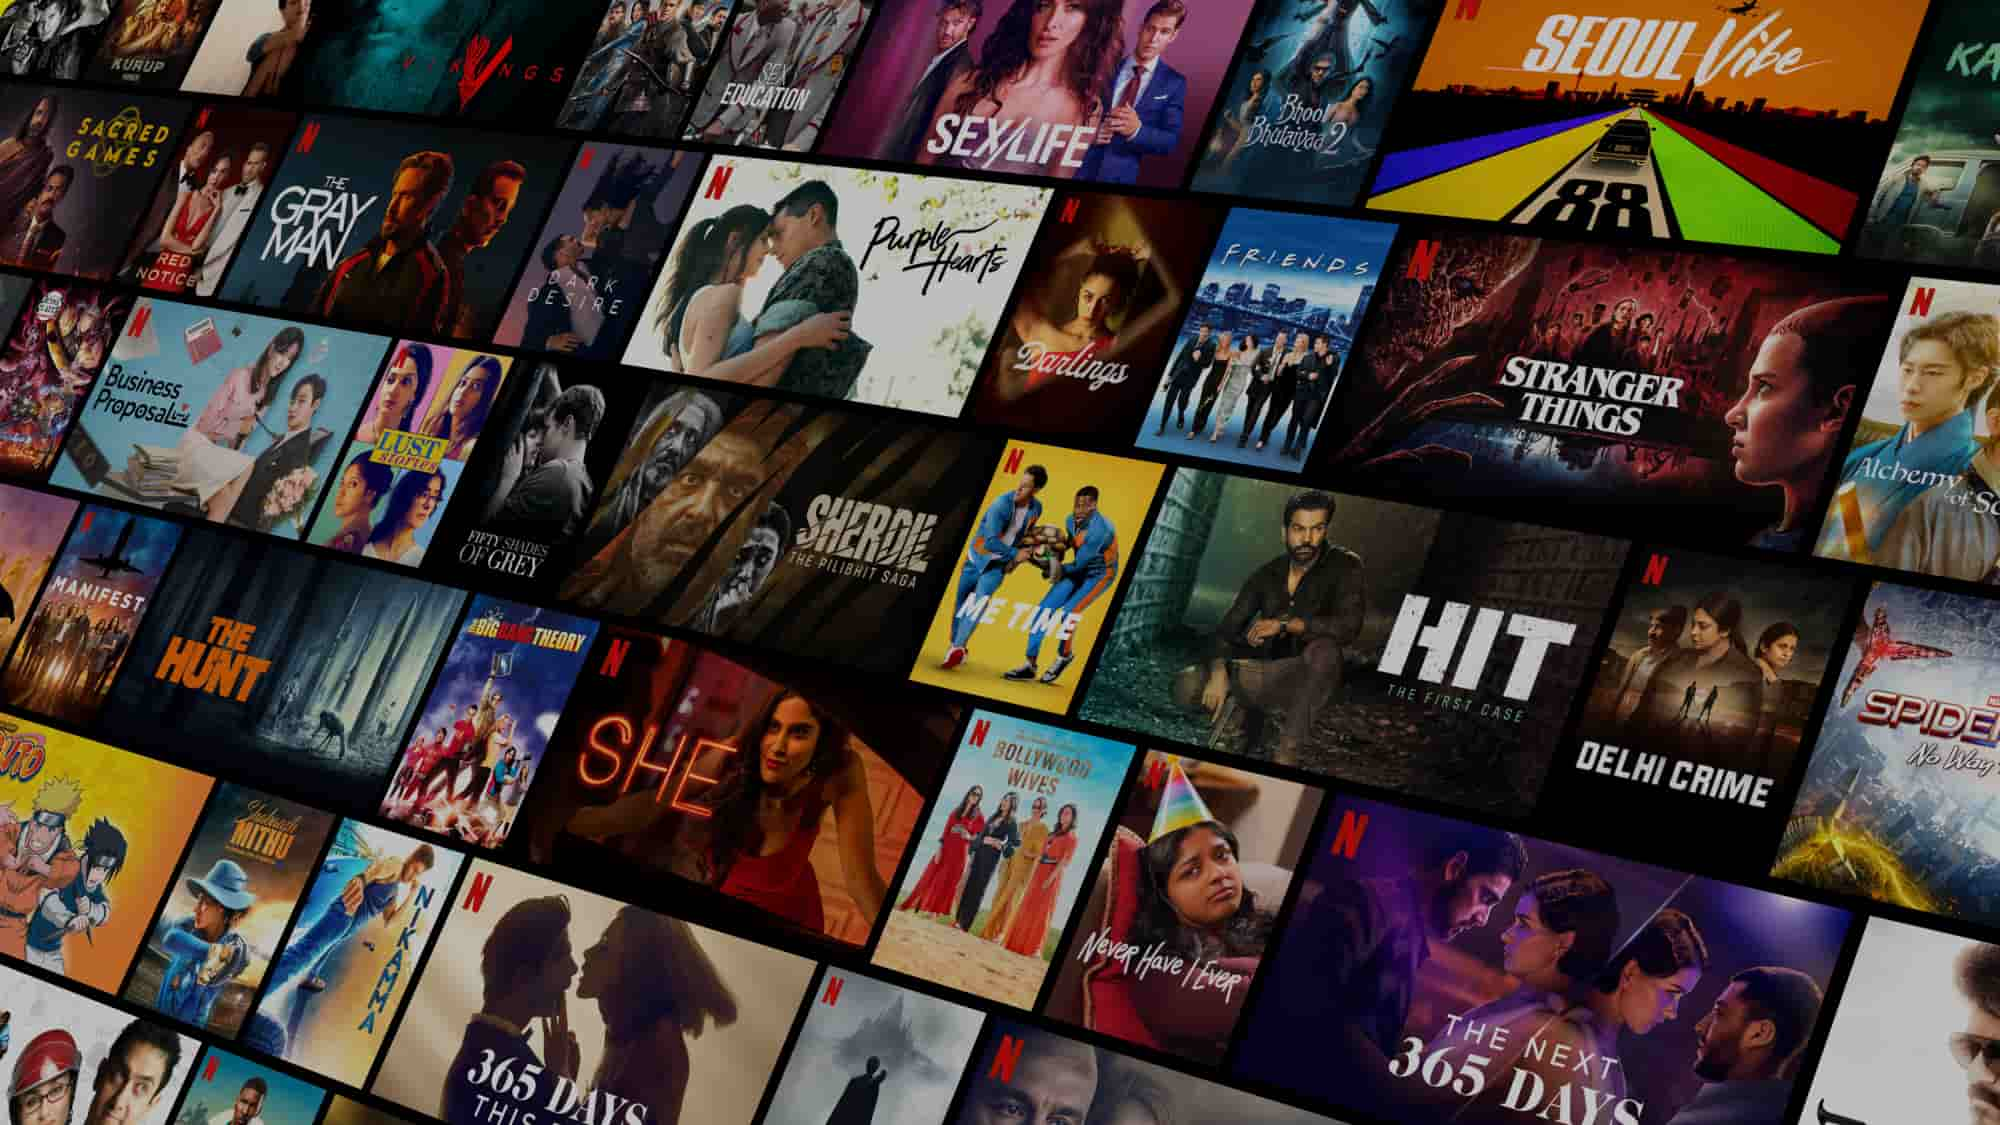 KURUP
VIKINGS
SEX
EDUCATION
SEX/LIFE
Bhool
Bhulaiyaa 2
SEOUL Vibe
88
KA
SACRED
GAMES
N
RED
NOTICE
N
THE
GRAY
MAN
N
DARK
DESIRE
N
Purple
Hearts
N
Darlings
FRIENDS
N
STRANGER
THINGS
N
Alchemy
of So
N
Business
Proposal
N
LUST
stories
FIFTY SHADES
OF GREY
SHERDIL
THE PILIBHIT SAGA
N
ME TIME
HIT
THE FIRST CASE
N
DELHI CRIME
SPIDE
No Way
N
MANIFEST
THE
HUNT
THE
BIG BANG THEORY
N
SHE
N
BOLLYWOOD
WIVES
N
Never Have I Ever
N
THE NEXT
365 DAYS
UTO
Shabaash
MITHU
NIKAMMA
N
365 DAYS
THIS
N
N
N